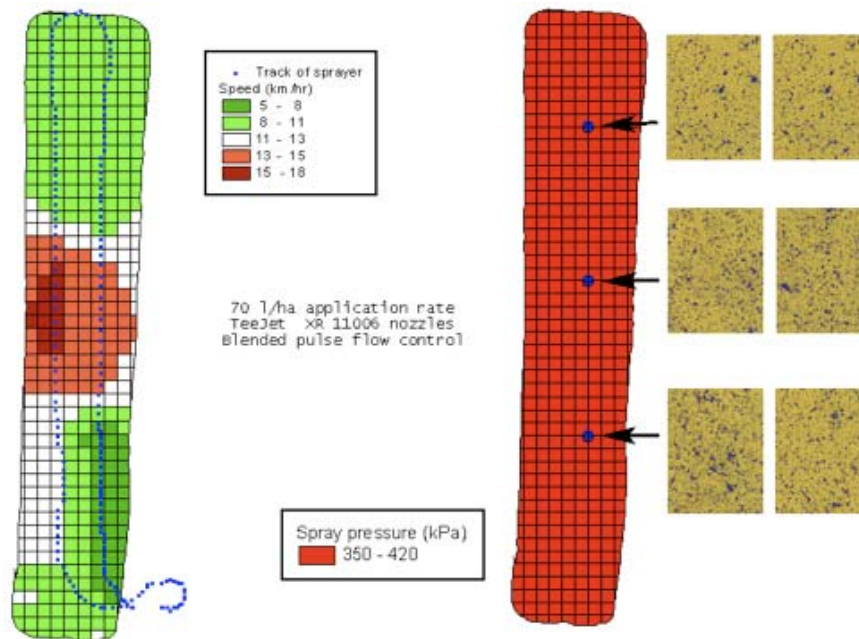 Track of sprayer
Speed (km/hr)
5 - 8
8 - 11
11 - 13
13 - 15
15 - 18
70 l/ha application rate
TeeJet XR 11006 nozzles
Blended pulse flow control
Spray pressure (kPa)
350 - 420